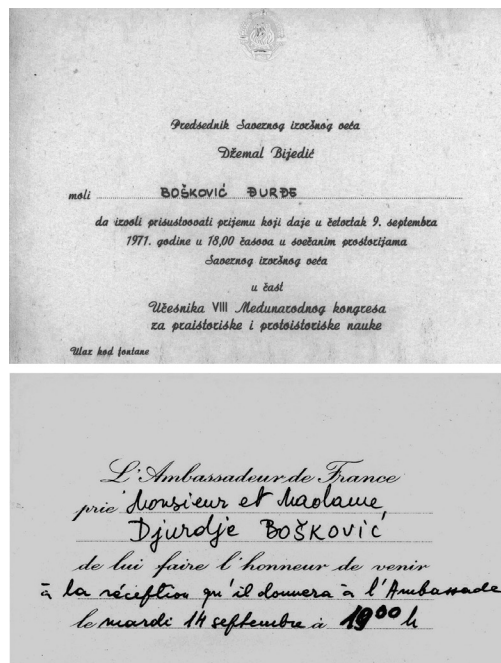 Predsednik Saveznog izvršnog veća
Džemal Bijedić
moli BOŠKOVIĆ ĐURĐE
da izvoli prisustvovati prijemu koji daje u četvrtak 9. septembra
1971. godine u 18,00 časova u svečanim prostorijama
Saveznog izvršnog veća
u čast
Učesnika VIII Međunarodnog kongresa
za praistoriske i protoistoriske nauke
Ulaz kod fontane
L'Ambassadeur de France
prie Monsieur et Madame
Djurdje BOŠKOVIĆ
de lui faire l'honneur de venir
à la réception qu'il donnera à l'Ambassade
le mardi 14 septembre à 19⁰⁰ h